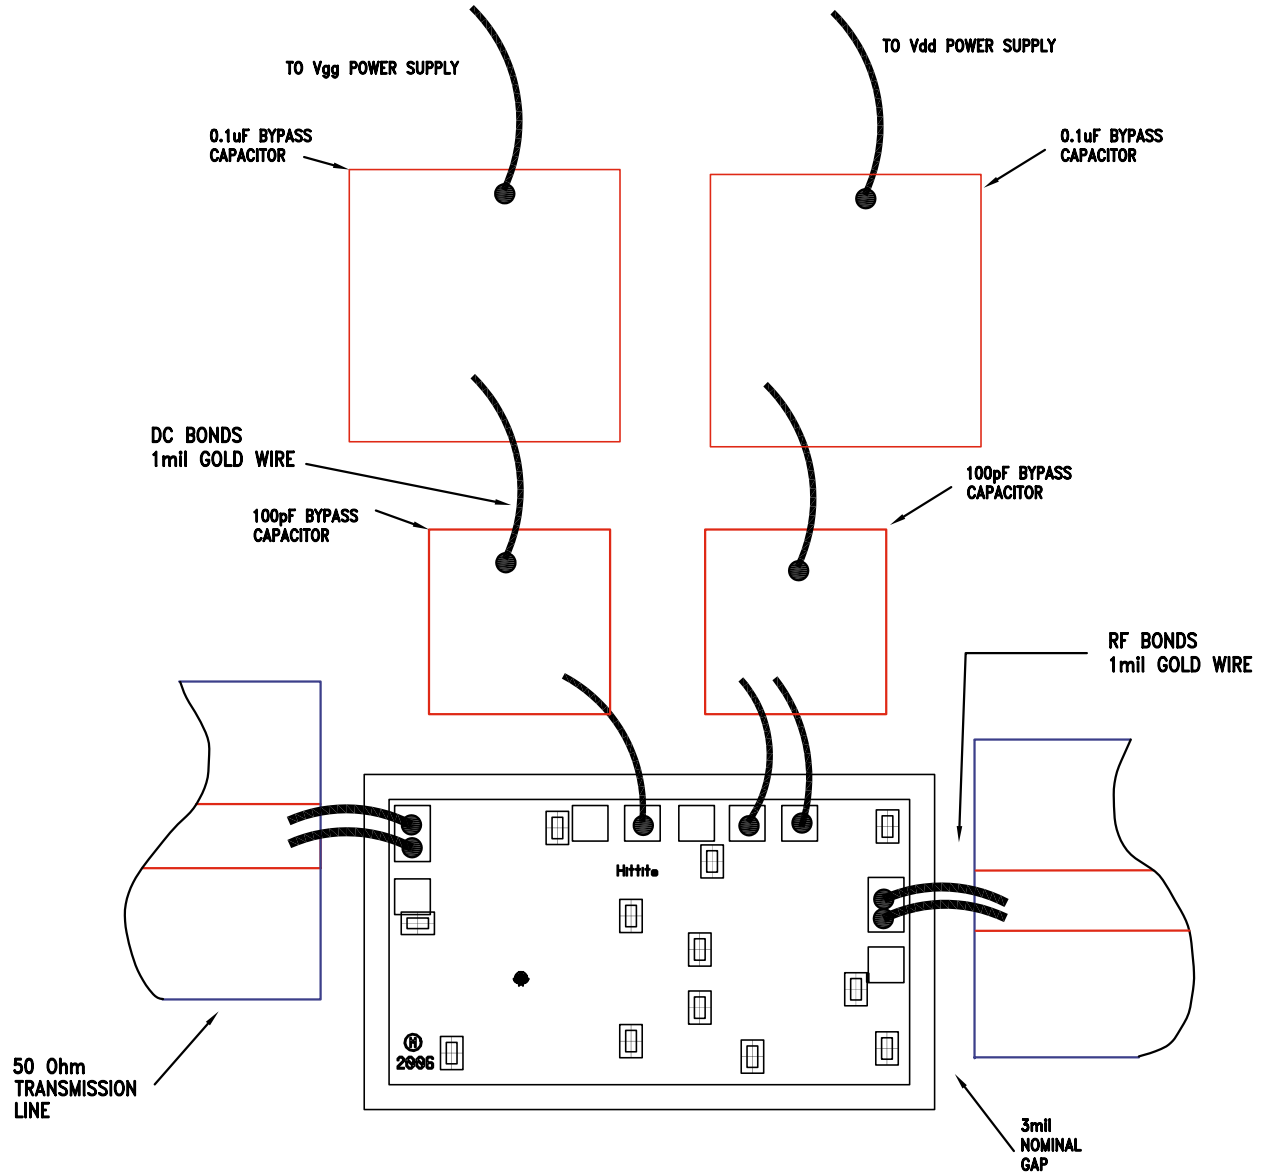 TO Vgg POWER SUPPLY
TO Vdd POWER SUPPLY
0.1uF BYPASS
CAPACITOR
0.1uF BYPASS
CAPACITOR
DC BONDS
1mil GOLD WIRE
100pF BYPASS
CAPACITOR
100pF BYPASS
CAPACITOR
RF BONDS
1mil GOLD WIRE
Hittite
H
2006
50 Ohm
TRANSMISSION
LINE
3mil
NOMINAL
GAP